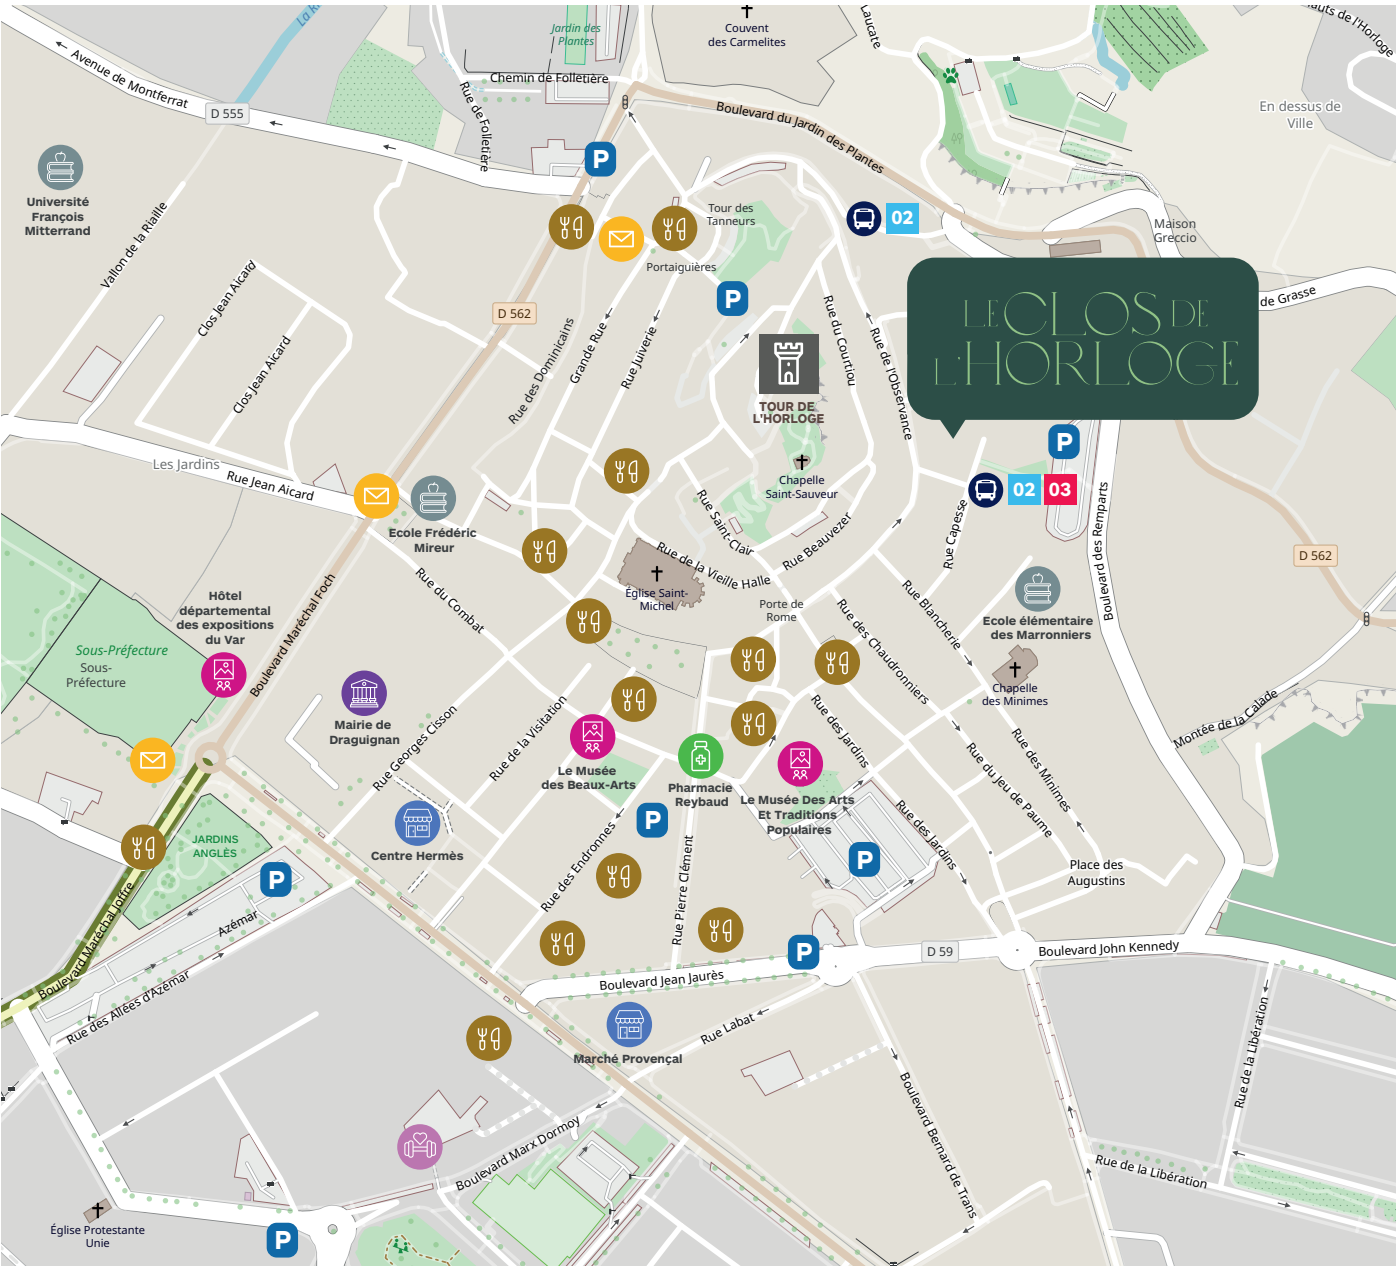 La R
Jardin des
Plantes
Couvent
des Carmelites
Laucate
auts de l'Horloge
Avenue de Montferrat
Chemin de Folletière
Rue de Folletière
D 555
Boulevard du Jardin des Plantes
En dessus de
Ville
P
Université
François
Mitterrand
Vallon de la Riaille
Tour des
Tanneurs
02
Maison
Greccio
Portaiguières
Clos Jean Aicard
P
de Grasse
D 562
Rue des Dominicains
Grande Rue
Rue Juiverie
Rue du Courtiou
Rue de l'Observance
LE CLOS DE
L'HORLOGE
Clos Jean Aicard
TOUR DE
L'HORLOGE
P
Les Jardins
Rue Jean Aicard
Chapelle
Saint-Sauveur
02 03
Ecole Frédéric
Mireur
Rue Saint-Clair
Rue Beauvezer
Rue Capesse
Boulevard des Remparts
D 562
Rue de la Vieille Halle
Église Saint-
Michel
Hôtel
départemental
des expositions
du Var
Boulevard Maréchal Foch
Rue du Combat
Porte de
Rome
Rue des Chaudronniers
Rue Blancherie
Ecole élémentaire
des Marronniers
Sous-Préfecture
Sous-
Préfecture
Chapelle
des Minimes
Mairie de
Draguignan
Rue Georges Cisson
Rue de la Visitation
Rue des Jardins
Montée de la Calade
Le Musée
des Beaux-Arts
Pharmacie
Reybaud
Le Musée Des Arts
Et Traditions
Populaires
Rue du Jeu de Paume
Rue des Minimes
P
Rue des Jardins
JARDINS
ANGLÈS
Centre Hermès
Rue des Endronnes
Rue Pierre Clément
P
P
Place des
Augustins
Azémar
Boulevard Maréchal Joffre
P
D 59
Boulevard John Kennedy
Boulevard Jean Jaurès
Rue des Allées d'Azémar
Marché Provençal
Rue Labat
Rue de la Libération
Boulevard Bernard de Trans
Boulevard Marx Dormoy
Rue de la Libération
Église Protestante
Unie
P